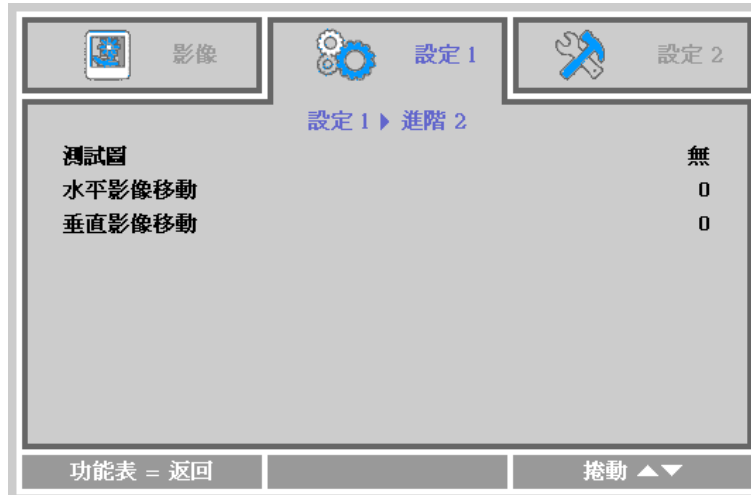 影像
設定 1
設定 2
設定 1 ▶ 進階 2
測試圖 無
水平影像移動 0
垂直影像移動 0
功能表 = 返回
捲動 ▲▼